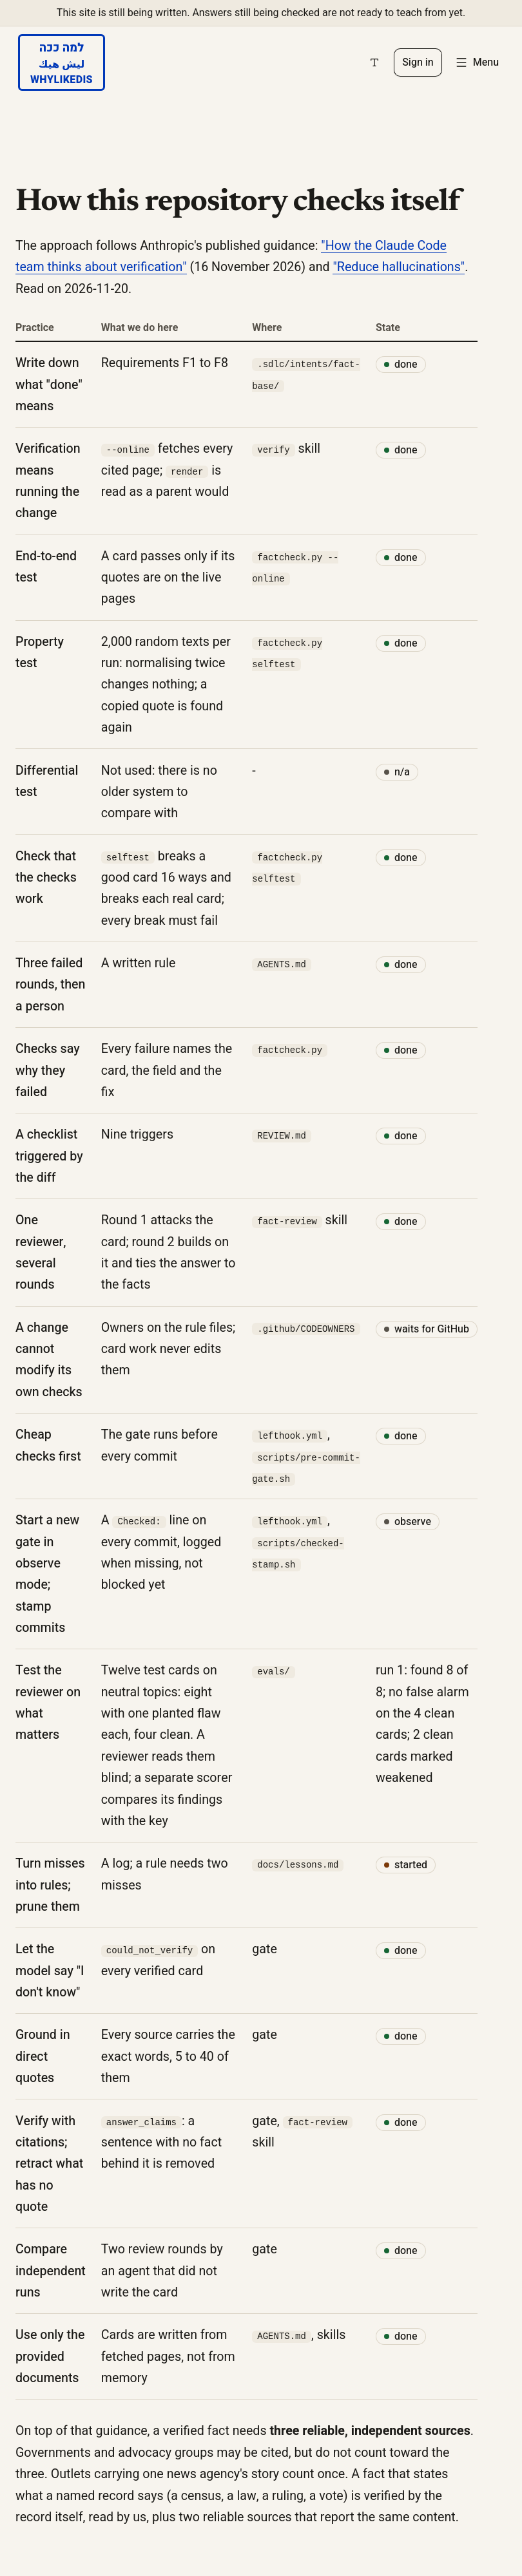 This site is still being written. Answers still being checked are not ready to teach from yet.
למה ככה
ليش هيك
WHYLIKEDIS
T
Sign in
Menu
How this repository checks itself
The approach follows Anthropic's published guidance: "How the Claude Code
team thinks about verification" (16 November 2026) and "Reduce hallucinations".
Read on 2026-11-20.
Practice What we do here Where State
Write down
what "done"
means
Requirements F1 to F8
.sdlc/intents/fact-
base/
done
Verification
means
running the
change
--online fetches every
cited page; render is
read as a parent would
verify skill
done
End-to-end
test
A card passes only if its
quotes are on the live
pages
factcheck.py --
online
done
Property
test
2,000 random texts per
run: normalising twice
changes nothing; a
copied quote is found
again
factcheck.py
selftest
done
Differential
test
Not used: there is no
older system to
compare with
-
n/a
Check that
the checks
work
selftest breaks a
good card 16 ways and
breaks each real card;
every break must fail
factcheck.py
selftest
done
Three failed
rounds, then
a person
A written rule
AGENTS.md
done
Checks say
why they
failed
Every failure names the
card, the field and the
fix
factcheck.py
done
A checklist
triggered by
the diff
Nine triggers
REVIEW.md
done
One
reviewer,
several
rounds
Round 1 attacks the
card; round 2 builds on
it and ties the answer to
the facts
fact-review skill
done
A change
cannot
modify its
own checks
Owners on the rule files;
card work never edits
them
.github/CODEOWNERS
waits for GitHub
Cheap
checks first
The gate runs before
every commit
lefthook.yml,
scripts/pre-commit-
gate.sh
done
Start a new
gate in
observe
mode;
stamp
commits
A Checked: line on
every commit, logged
when missing, not
blocked yet
lefthook.yml,
scripts/checked-
stamp.sh
observe
Test the
reviewer on
what
matters
Twelve test cards on
neutral topics: eight
with one planted flaw
each, four clean. A
reviewer reads them
blind; a separate scorer
compares its findings
with the key
evals/
run 1: found 8 of
8; no false alarm
on the 4 clean
cards; 2 clean
cards marked
weakened
Turn misses
into rules;
prune them
A log; a rule needs two
misses
docs/lessons.md
started
Let the
model say "I
don't know"
could_not_verify on
every verified card
gate
done
Ground in
direct
quotes
Every source carries the
exact words, 5 to 40 of
them
gate
done
Verify with
citations;
retract what
has no
quote
answer_claims: a
sentence with no fact
behind it is removed
gate, fact-review
skill
done
Compare
independent
runs
Two review rounds by
an agent that did not
write the card
gate
done
Use only the
provided
documents
Cards are written from
fetched pages, not from
memory
AGENTS.md, skills
done
On top of that guidance, a verified fact needs three reliable, independent sources.
Governments and advocacy groups may be cited, but do not count toward the
three. Outlets carrying one news agency's story count once. A fact that states
what a named record says (a census, a law, a ruling, a vote) is verified by the
record itself, read by us, plus two reliable sources that report the same content.